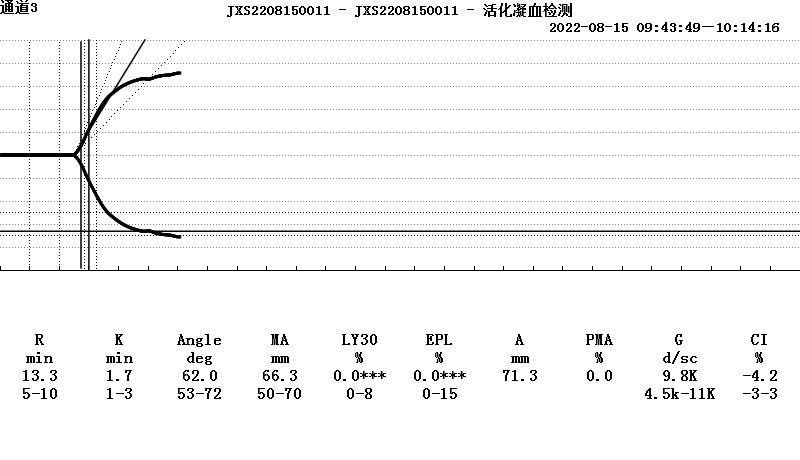 通道3
JXS2208150011 - JXS2208150011 - 活化凝血检测
2022-08-15 09:43:49--10:14:16
R K Angle MA LY30 EPL A PMA G CI
min min deg mm % % mm % d/sc %
13.3 1.7 62.0 66.3 0.0*** 0.0*** 71.3 0.0 9.8K -4.2
5-10 1-3 53-72 50-70 0-8 0-15 4.5k-11K -3-3